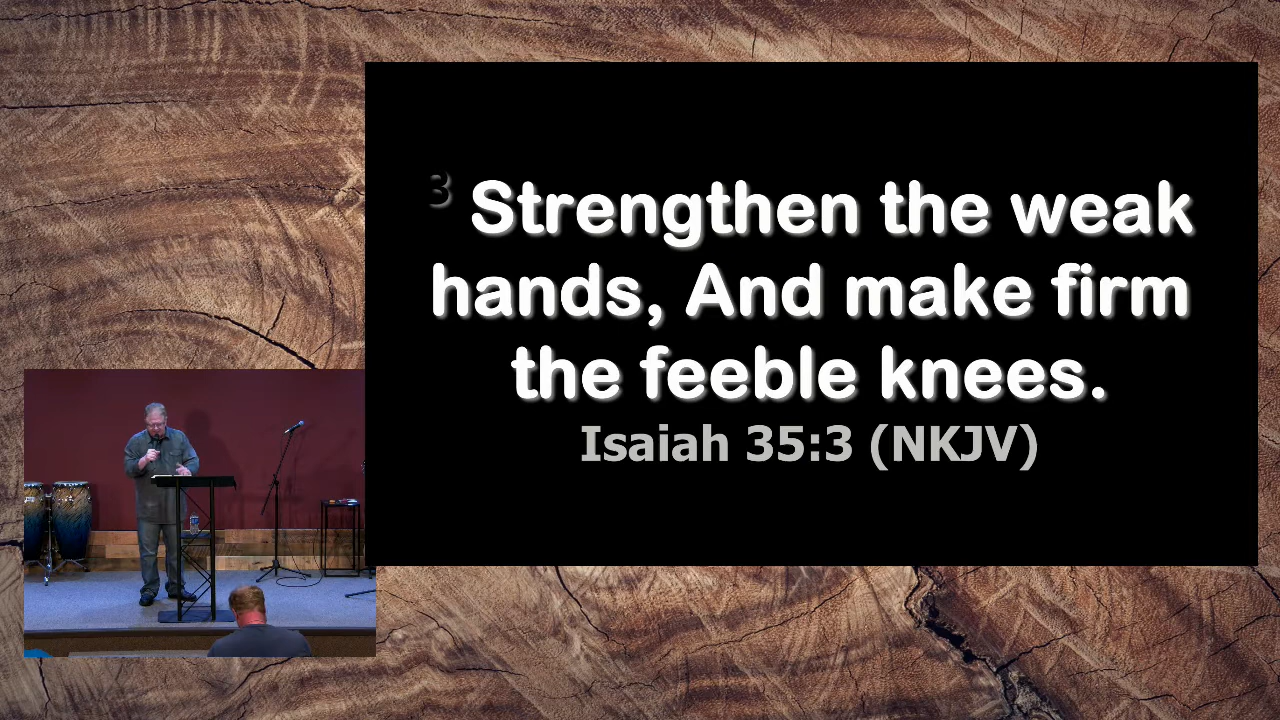 3 Strengthen the weak
hands, And make firm
the feeble knees.
Isaiah 35:3 (NKJV)